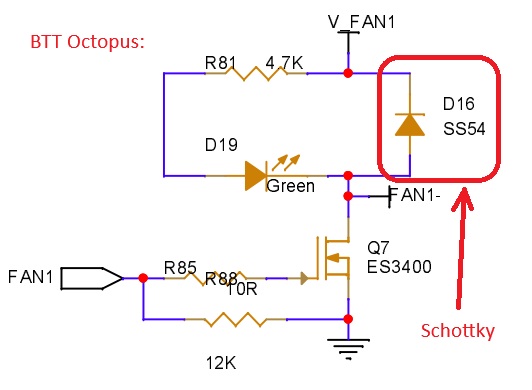 BTT Octopus:
V_FAN1
R81 4.7K
D16
SS54
D19
Green
FAN1-
Q7
ES3400
FAN1
R85
R88
10R
12K
Schottky